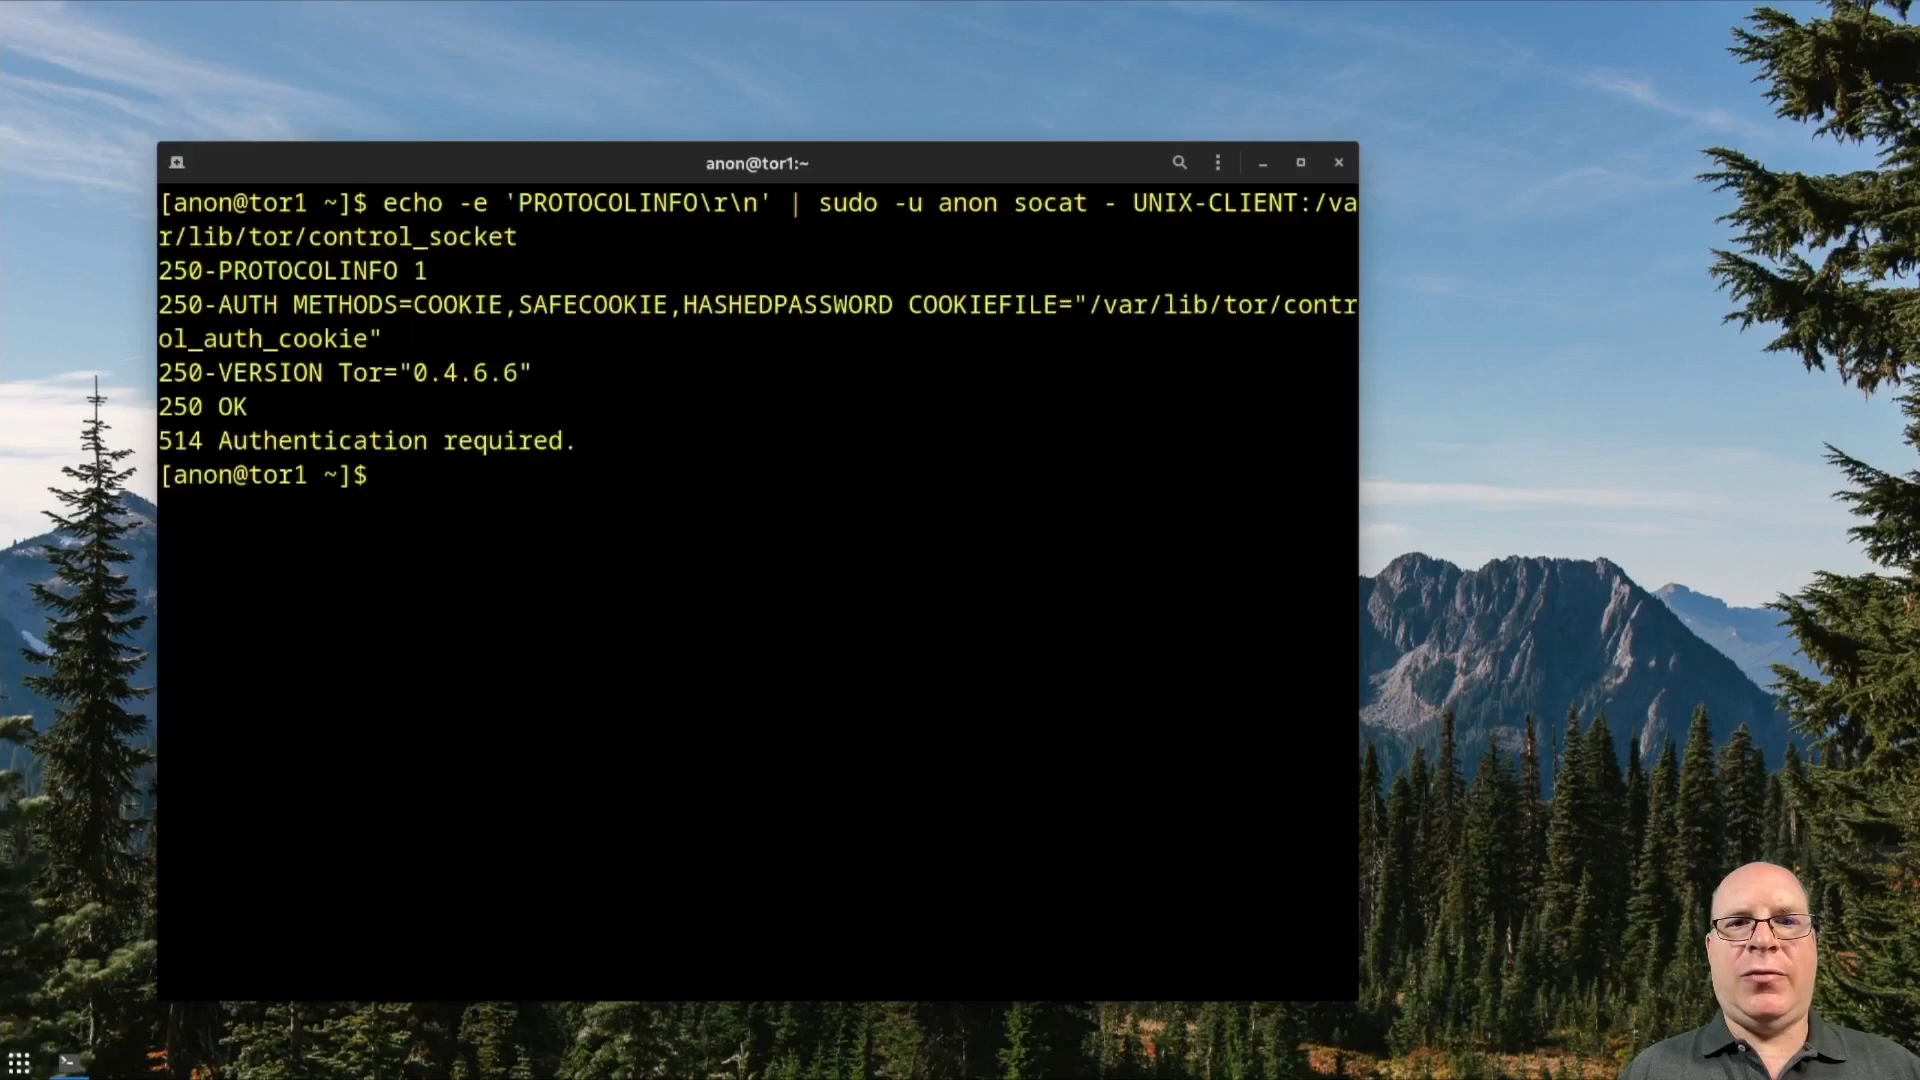 anon@tor1:~
[anon@tor1 ~]$ echo -e 'PROTOCOLINFO\r\n' | sudo -u anon socat - UNIX-CLIENT:/va
r/lib/tor/control_socket
250-PROTOCOLINFO 1
250-AUTH METHODS=COOKIE,SAFECOOKIE,HASHEDPASSWORD COOKIEFILE="/var/lib/tor/contr
ol_auth_cookie"
250-VERSION Tor="0.4.6.6"
250 OK
514 Authentication required.
[anon@tor1 ~]$